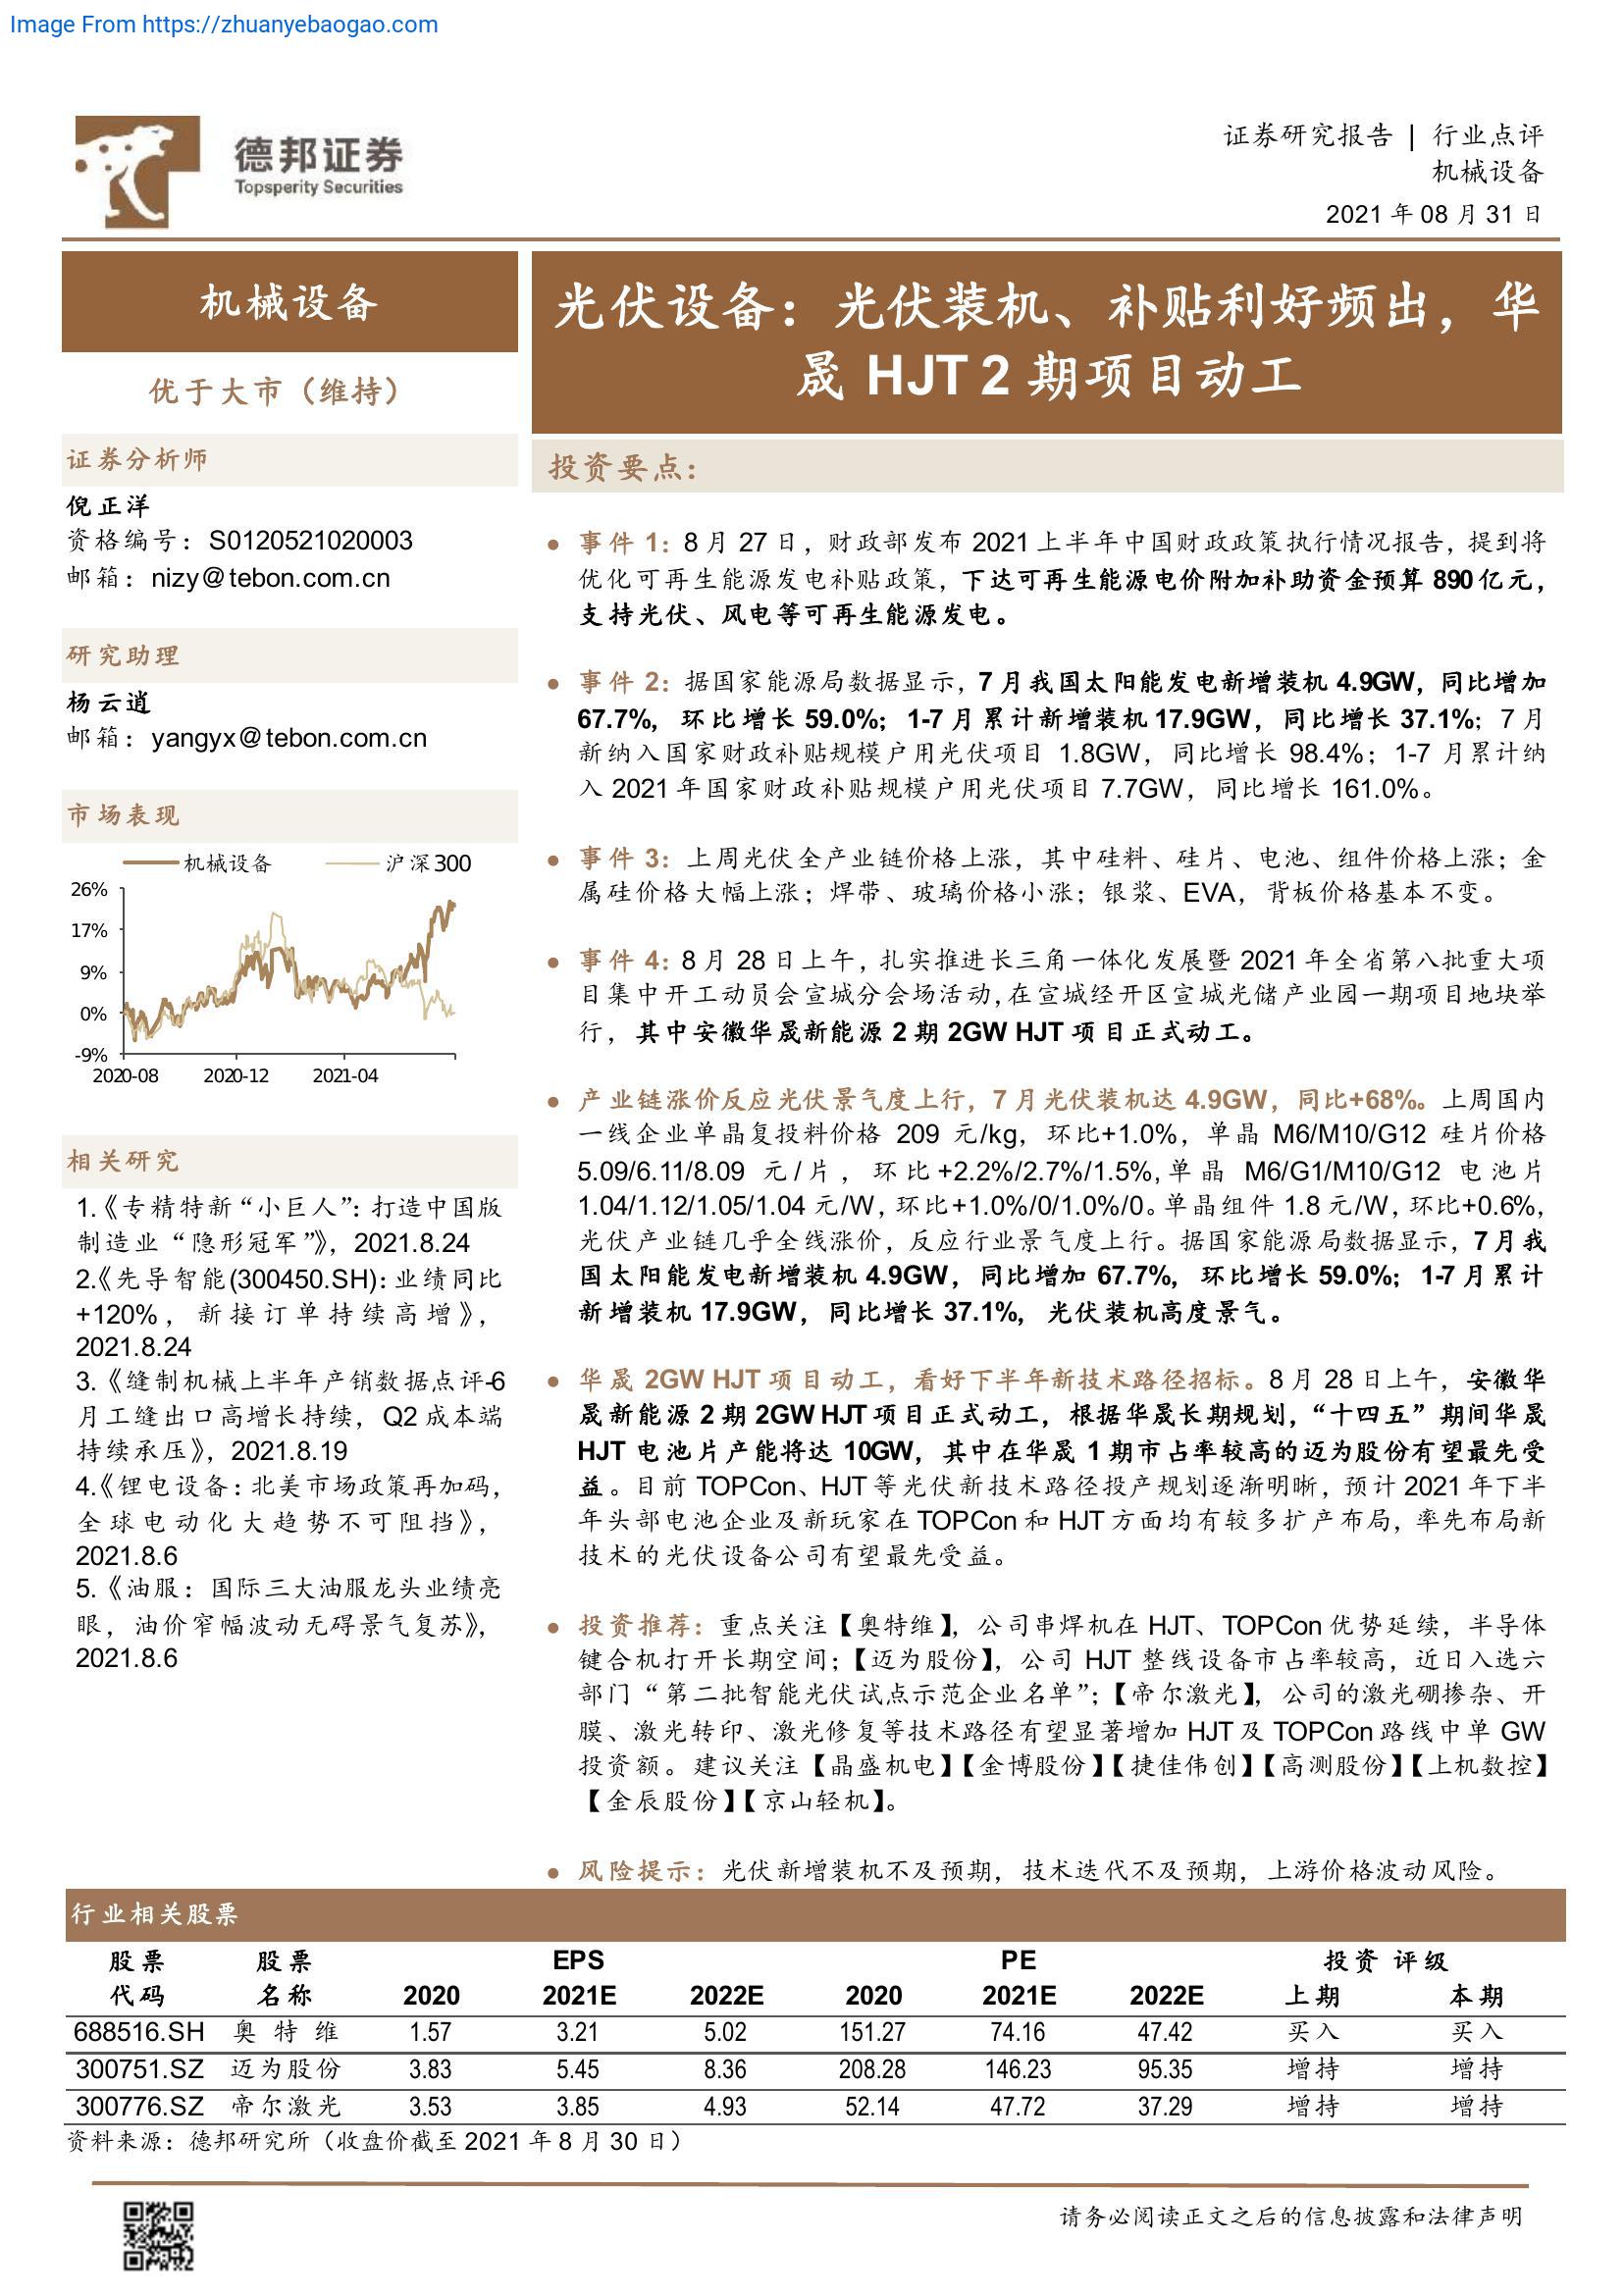 Image From https://zhuanyebaogao.com
德邦证券
Topsperity Securities
证券研究报告 | 行业点评
机械设备
2021 年 08 月 31 日
机械设备
优于大市（维持）
证券分析师
倪正洋
资格编号：S0120521020003
邮箱：nizy@tebon.com.cn
研究助理
杨云逍
邮箱：yangyx@tebon.com.cn
市场表现
机械设备 沪深300
26%
17%
9%
0%
-9%
2020-08 2020-12 2021-04
相关研究
1.《专精特新“小巨人”：打造中国版
制造业“隐形冠军”》，2021.8.24
2.《先导智能(300450.SH)：业绩同比
+120%，新接订单持续高增》，
2021.8.24
3.《缝制机械上半年产销数据点评-6
月工缝出口高增长持续，Q2 成本端
持续承压》，2021.8.19
4.《锂电设备：北美市场政策再加码，
全球电动化大趋势不可阻挡》，
2021.8.6
5.《油服：国际三大油服龙头业绩亮
眼，油价窄幅波动无碍景气复苏》，
2021.8.6
光伏设备：光伏装机、补贴利好频出，华
晟 HJT 2 期项目动工
投资要点：
● 事件 1：8 月 27 日，财政部发布 2021 上半年中国财政政策执行情况报告，提到将
优化可再生能源发电补贴政策，下达可再生能源电价附加补助资金预算 890 亿元，
支持光伏、风电等可再生能源发电。
● 事件 2：据国家能源局数据显示，7 月我国太阳能发电新增装机 4.9GW，同比增加
67.7%，环比增长 59.0%；1-7 月累计新增装机 17.9GW，同比增长 37.1%；7 月
新纳入国家财政补贴规模户用光伏项目 1.8GW，同比增长 98.4%；1-7 月累计纳
入 2021 年国家财政补贴规模户用光伏项目 7.7GW，同比增长 161.0%。
● 事件 3：上周光伏全产业链价格上涨，其中硅料、硅片、电池、组件价格上涨；金
属硅价格大幅上涨；焊带、玻璃价格小涨；银浆、EVA，背板价格基本不变。
● 事件 4：8 月 28 日上午，扎实推进长三角一体化发展暨 2021 年全省第八批重大项
目集中开工动员会宣城分会场活动，在宣城经开区宣城光储产业园一期项目地块举
行，其中安徽华晟新能源 2 期 2GW HJT 项目正式动工。
● 产业链涨价反应光伏景气度上行，7 月光伏装机达 4.9GW，同比+68%。上周国内
一线企业单晶复投料价格 209 元/kg，环比+1.0%，单晶 M6/M10/G12 硅片价格
5.09/6.11/8.09 元/片，环比+2.2%/2.7%/1.5%，单晶 M6/G1/M10/G12 电池片
1.04/1.12/1.05/1.04 元/W，环比+1.0%/0/1.0%/0。单晶组件 1.8 元/W，环比+0.6%，
光伏产业链几乎全线涨价，反应行业景气度上行。据国家能源局数据显示，7 月我
国太阳能发电新增装机 4.9GW，同比增加 67.7%，环比增长 59.0%；1-7 月累计
新增装机 17.9GW，同比增长 37.1%，光伏装机高度景气。
● 华晟 2GW HJT 项目动工，看好下半年新技术路径招标。8 月 28 日上午，安徽华
晟新能源 2 期 2GW HJT 项目正式动工，根据华晟长期规划，“十四五”期间华晟
HJT 电池片产能将达 10GW，其中在华晟 1 期市占率较高的迈为股份有望最先受
益。目前 TOPCon、HJT 等光伏新技术路径投产规划逐渐明晰，预计 2021 年下半
年头部电池企业及新玩家在 TOPCon 和 HJT 方面均有较多扩产布局，率先布局新
技术的光伏设备公司有望最先受益。
● 投资推荐：重点关注【奥特维】，公司串焊机在 HJT、TOPCon 优势延续，半导体
键合机打开长期空间；【迈为股份】，公司 HJT 整线设备市占率较高，近日入选六
部门“第二批智能光伏试点示范企业名单”；【帝尔激光】，公司的激光硼掺杂、开
膜、激光转印、激光修复等技术路径有望显著增加 HJT 及 TOPCon 路线中单 GW
投资额。建议关注【晶盛机电】【金博股份】【捷佳伟创】【高测股份】【上机数控】
【金辰股份】【京山轻机】。
● 风险提示：光伏新增装机不及预期，技术迭代不及预期，上游价格波动风险。
行业相关股票
股票 股票 EPS PE 投资评级
代码 名称 2020 2021E 2022E 2020 2021E 2022E 上期 本期
688516.SH 奥特维 1.57 3.21 5.02 151.27 74.16 47.42 买入 买入
300751.SZ 迈为股份 3.83 5.45 8.36 208.28 146.23 95.35 增持 增持
300776.SZ 帝尔激光 3.53 3.85 4.93 52.14 47.72 37.29 增持 增持
资料来源：德邦研究所（收盘价截至 2021 年 8 月 30 日）
请务必阅读正文之后的信息披露和法律声明